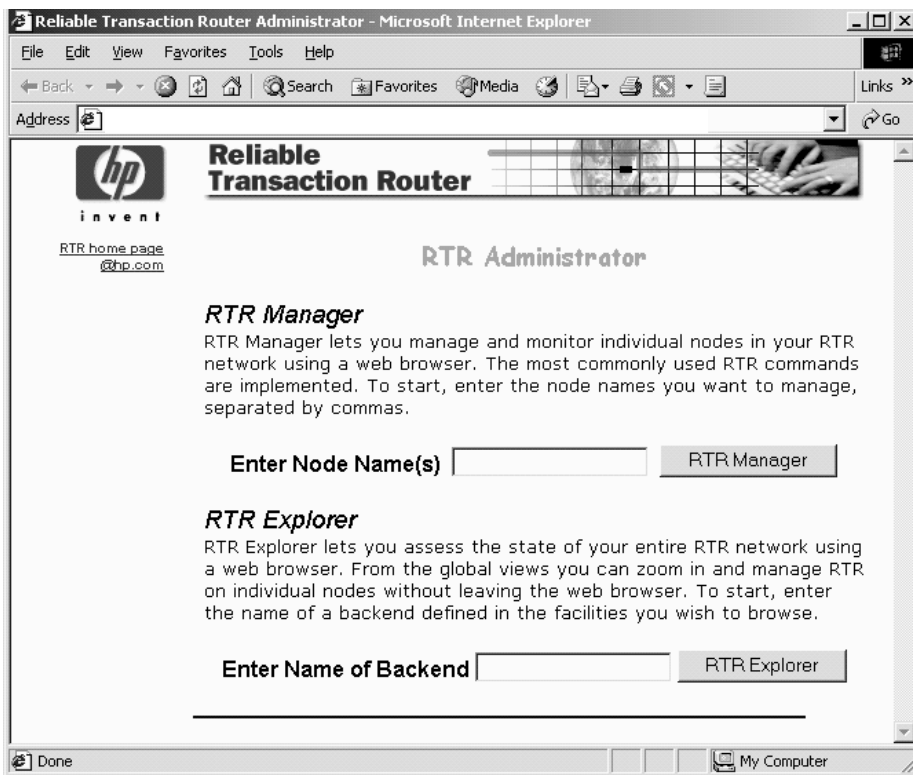 Reliable Transaction Router Administrator - Microsoft Internet Explorer
File Edit View Favorites Tools Help
Back Search Favorites Media Links »
Address Go
hp
invent
Reliable
Transaction Router
RTR home page
@hp.com
RTR Administrator
RTR Manager
RTR Manager lets you manage and monitor individual nodes in your RTR
network using a web browser. The most commonly used RTR commands
are implemented. To start, enter the node names you want to manage,
separated by commas.
Enter Node Name(s) RTR Manager
RTR Explorer
RTR Explorer lets you assess the state of your entire RTR network using
a web browser. From the global views you can zoom in and manage RTR
on individual nodes without leaving the web browser. To start, enter
the name of a backend defined in the facilities you wish to browse.
Enter Name of Backend RTR Explorer
Done My Computer